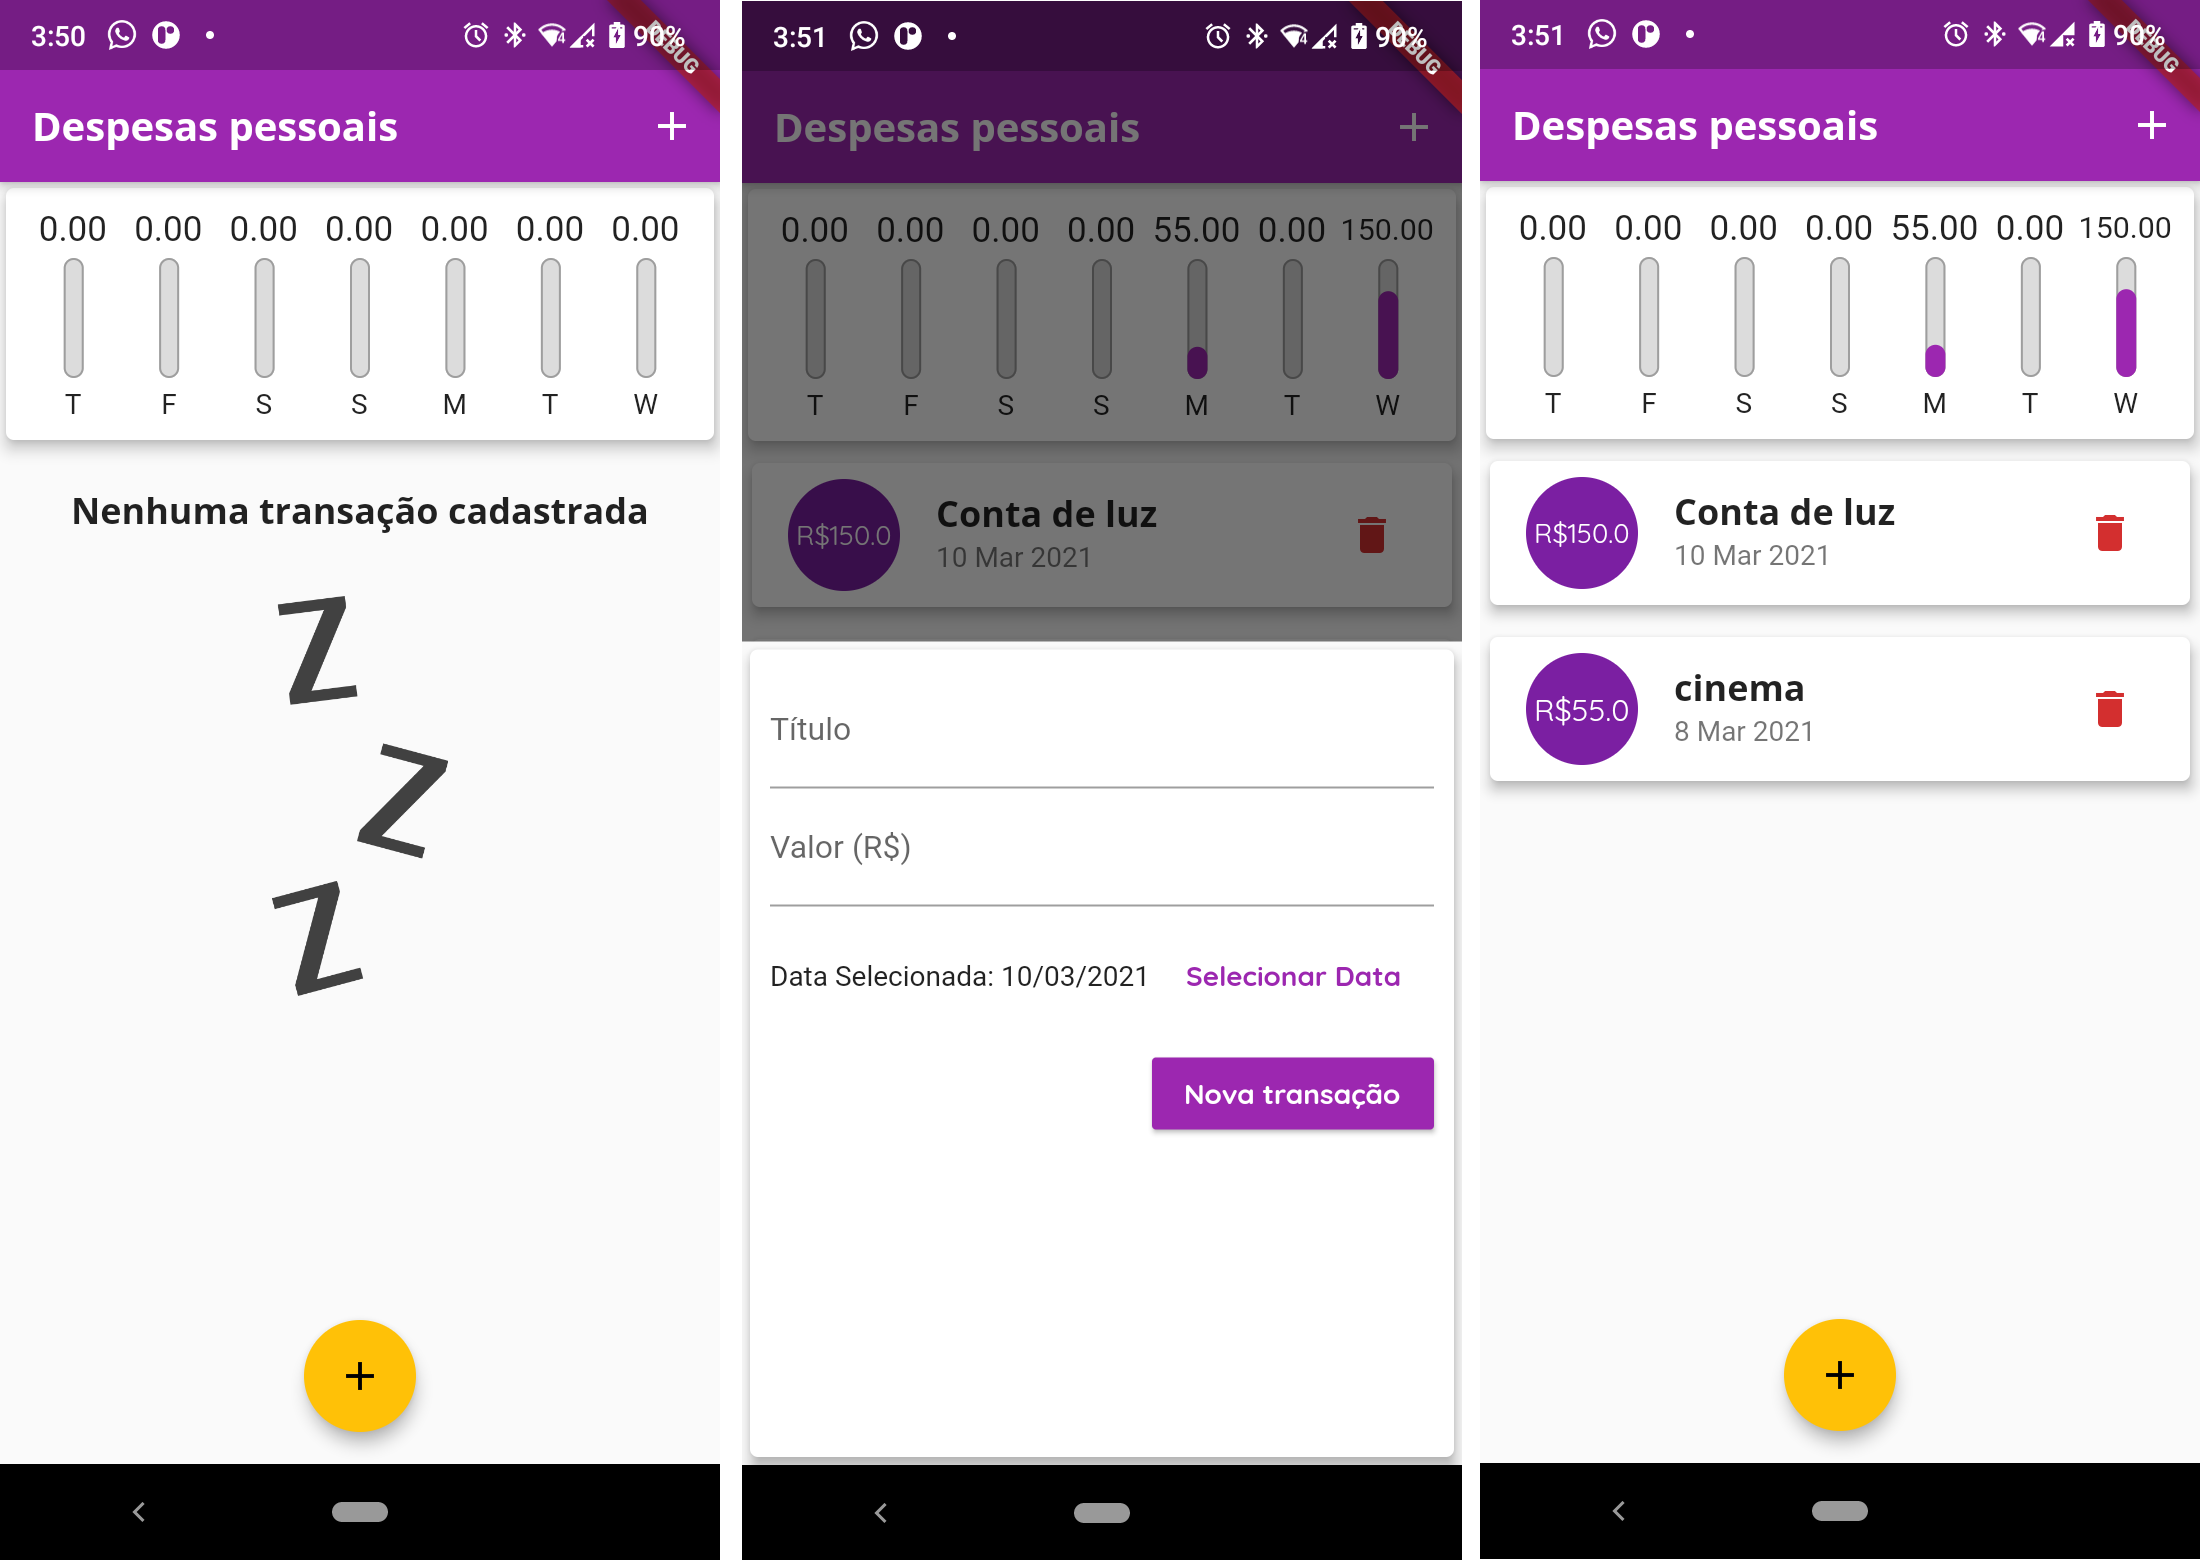 3:50
90%
DEBUG
Despesas pessoais
0.00 0.00 0.00 0.00 0.00 0.00 0.00
T F S S M T W
Nenhuma transação cadastrada
Z
Z
Z
3:51
90%
DEBUG
Despesas pessoais
0.00 0.00 0.00 0.00 55.00 0.00 150.00
T F S S M T W
R$150.0
Conta de luz
10 Mar 2021
Título
Valor (R$)
Data Selecionada: 10/03/2021 Selecionar Data
Nova transação
3:51
90%
DEBUG
Despesas pessoais
0.00 0.00 0.00 0.00 55.00 0.00 150.00
T F S S M T W
R$150.0
Conta de luz
10 Mar 2021
R$55.0
cinema
8 Mar 2021